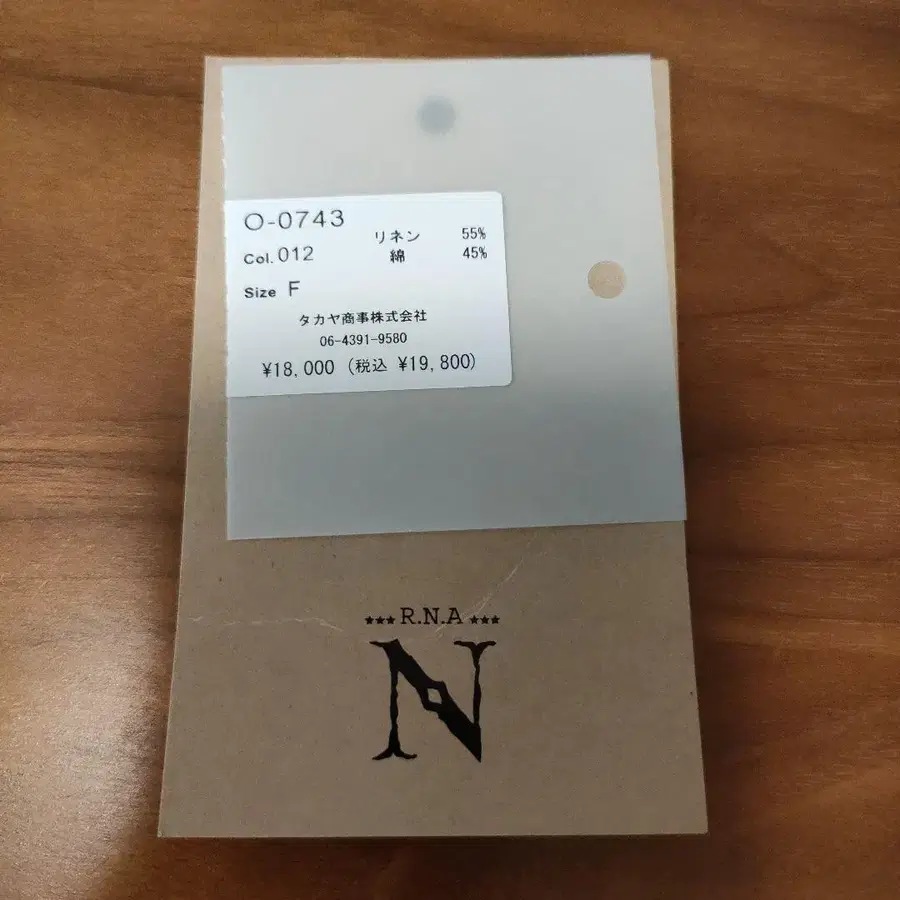 O-0743
Col. 012
Size F
リネン 55%
綿 45%
タカヤ商事株式会社
06-4391-9580
¥18,000 (税込 ¥19,800)
★★★ R.N.A ★★★
N